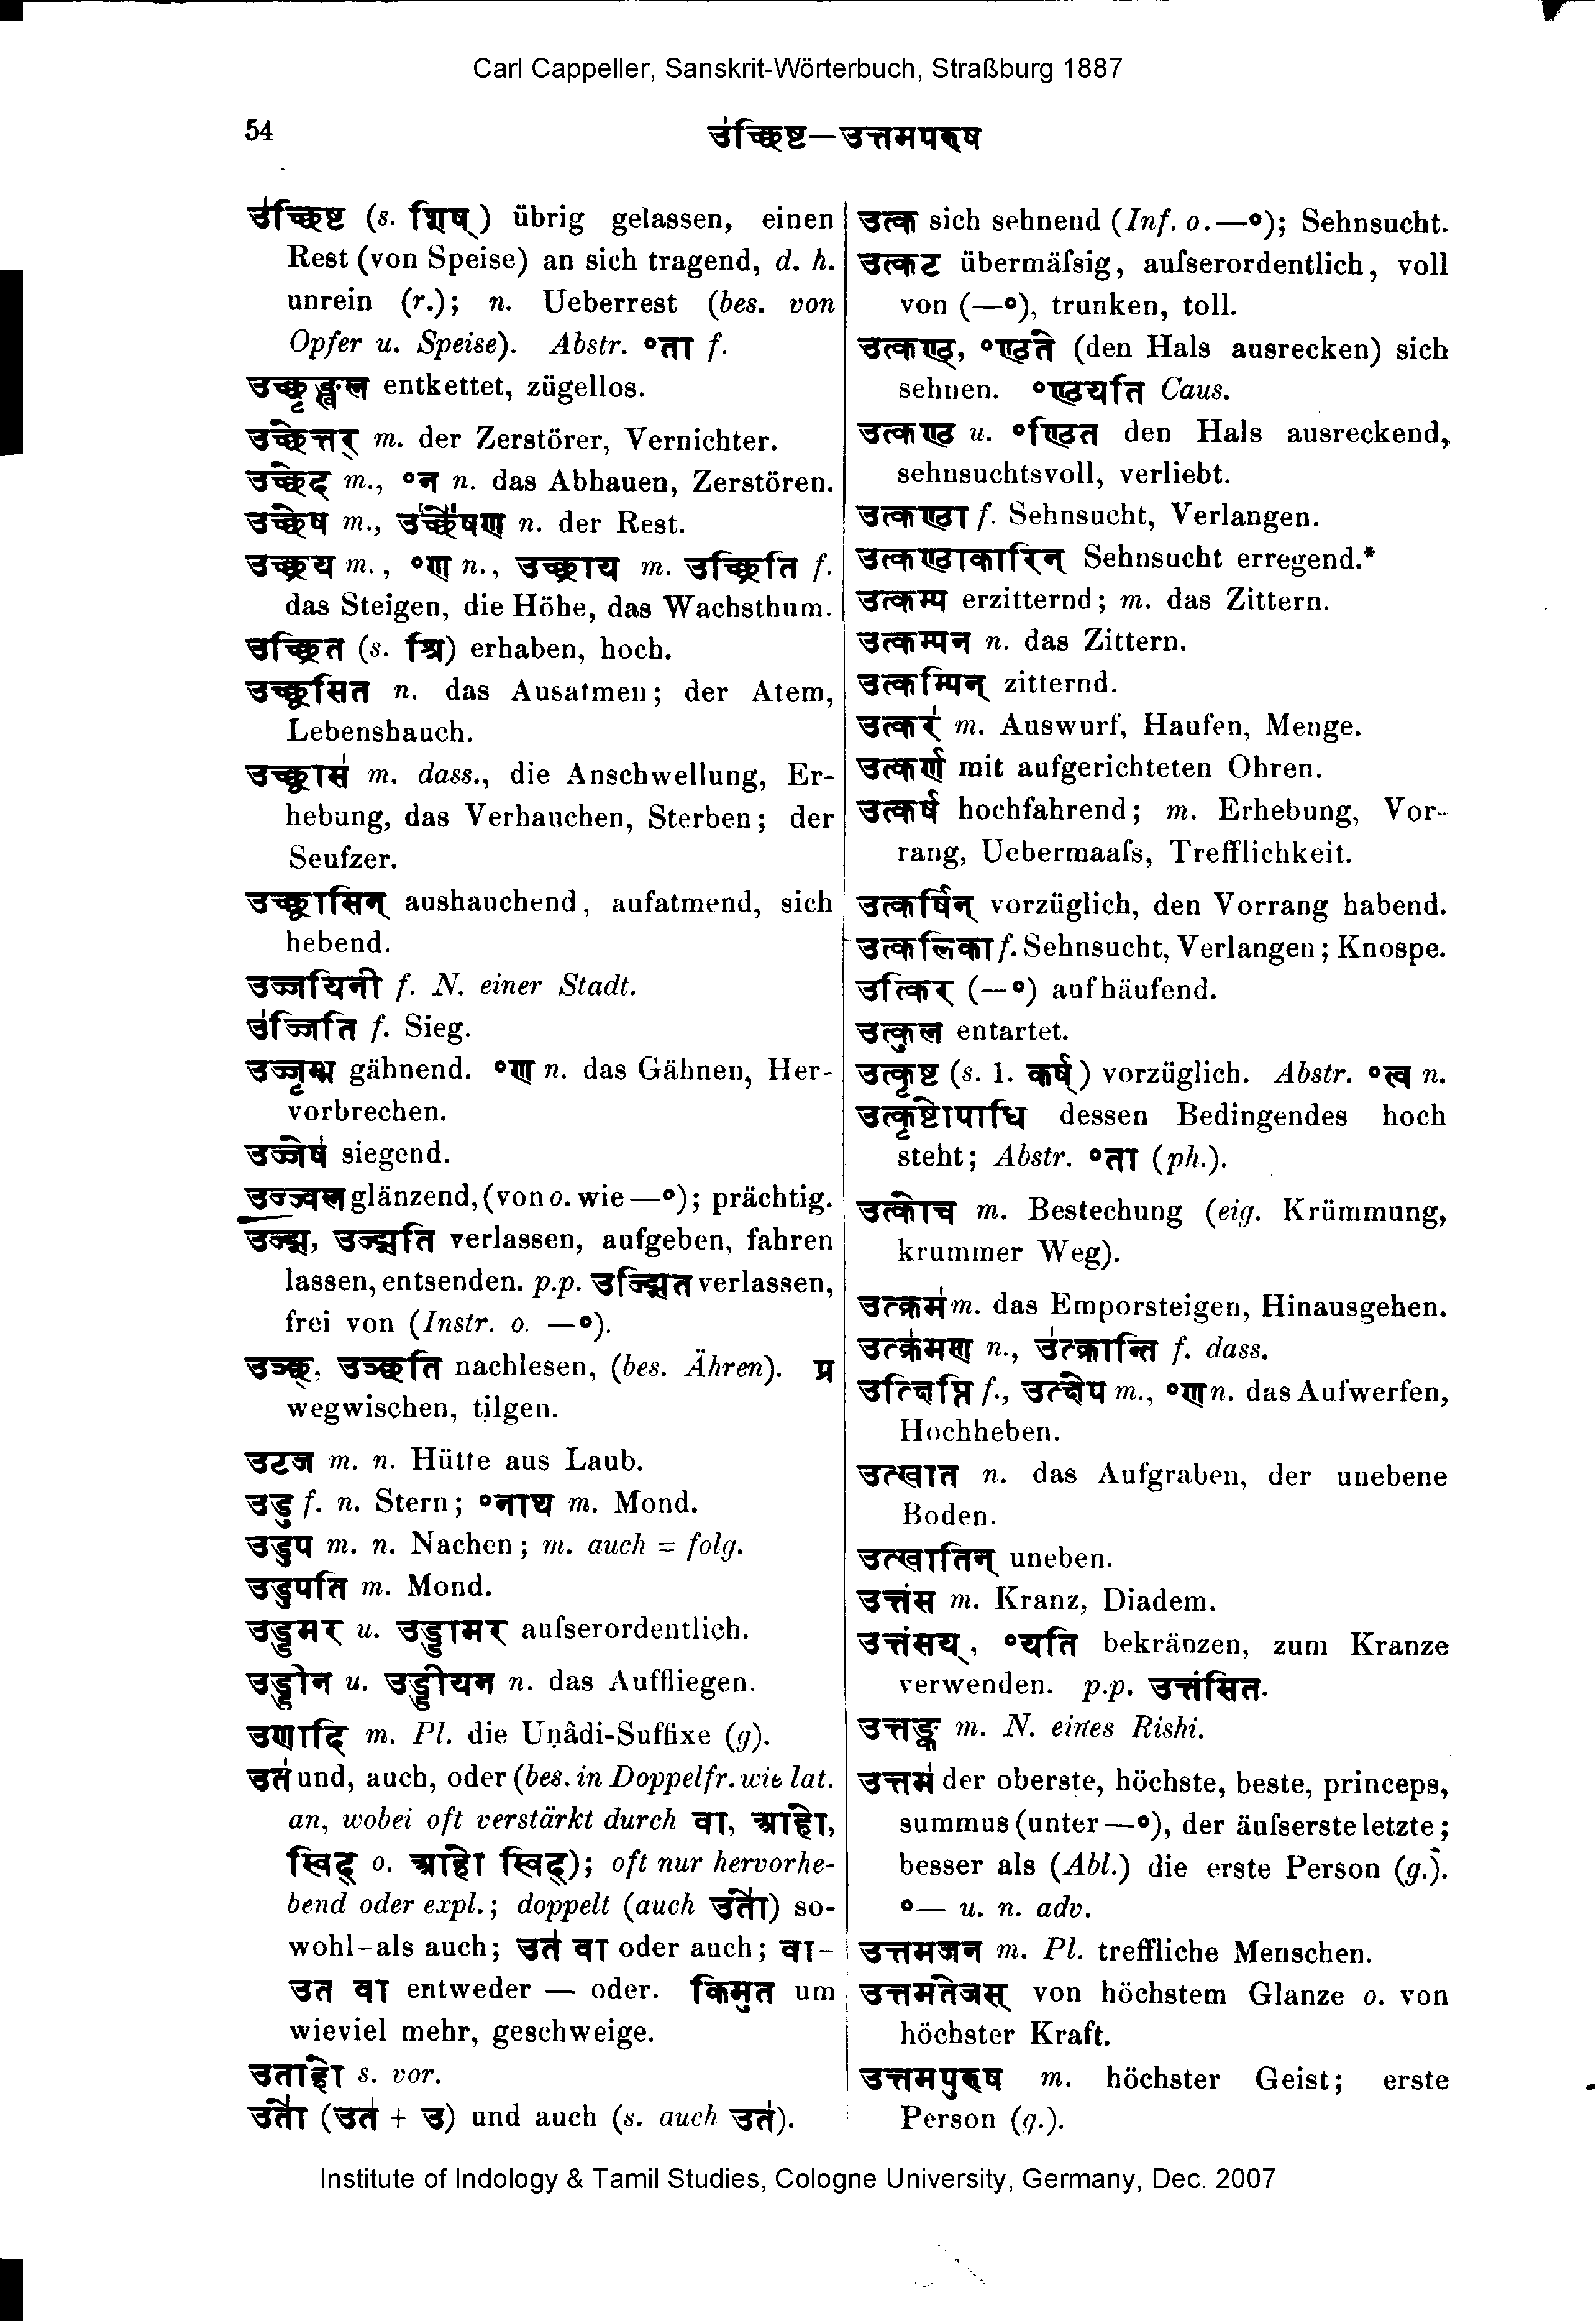 Carl Cappeller, Sanskrit-Wörterbuch, Straßburg 1887
54
उ॑च्छिष्ट—उत्तमपरुष
उ॑च्छिष्ट (s. शिष्) übrig gelassen, einen
Rest (von Speise) an sich tragend, d. h.
unrein (r.); n. Ueberrest (bes. von
Opfer u. Speise). Abstr. °ता f.
उच्छृङ्खल entkettet, zügellos.
उच्छेत्तर् m. der Zerstörer, Vernichter.
उच्छेद m., °न n. das Abhauen, Zerstören.
उच्छेष m., उ॑च्छे॑षण n. der Rest.
उच्छ्रय m., °ण n., उच्छ्राय m. उच्छ्रिति f.
das Steigen, die Höhe, das Wachsthum.
उच्छ्रित (s. श्रि) erhaben, hoch.
उच्छ्वसित n. das Ausatmen; der Atem,
Lebenshauch.
उच्छ्वास॑ m. dass., die Anschwellung, Er-
hebung, das Verhauchen, Sterben; der
Seufzer.
उच्छ्वासिन् aushauchend, aufatmend, sich
hebend.
उज्जयिनी f. N. einer Stadt.
उ॑ज्जिति f. Sieg.
उज्जृम्भ gähnend. °ण n. das Gähnen, Her-
vorbrechen.
उज्जेष॑ siegend.
उज्ज्वल glänzend, (von o. wie —°); prächtig.
उज्झ्, उज्झति verlassen, aufgeben, fahren
lassen, entsenden. p.p. उज्झित verlassen,
frei von (Instr. o. —°).
उञ्छ्, उञ्छति nachlesen, (bes. Ähren). प्र
wegwischen, tilgen.
उटज m. n. Hütte aus Laub.
उडु f. n. Stern; °नाथ m. Mond.
उडुप m. n. Nachen; m. auch = folg.
उडुपति m. Mond.
उड्डमर u. उड्डामर auſserordentlich.
उड्डीन u. उड्डीयन n. das Auffliegen.
उणादि m. Pl. die Uṇâdi-Suffixe (g).
उत॑ und, auch, oder (bes. in Doppelfr. wie lat.
an, wobei oft verstärkt durch वा, आहो,
स्विद् o. आहो स्विद्); oft nur hervorhe-
bend oder expl.; doppelt (auch उतो॑) so-
wohl-als auch; उत॑ वा oder auch; वा-
उत वा entweder — oder. किमुत um
wieviel mehr, geschweige.
उताहो s. vor.
उतो॑ (उत॑ + उ) und auch (s. auch उत॑).
उत्क sich sehnend (Inf. o. —°); Sehnsucht.
उत्कट übermäſsig, auſserordentlich, voll
von (—°), trunken, toll.
उत्कण्ठ्, °ण्ठते (den Hals ausrecken) sich
sehnen. °ण्ठयति Caus.
उत्कण्ठ u. °ण्ठित den Hals ausreckend,
sehnsuchtsvoll, verliebt.
उत्कण्ठा f. Sehnsucht, Verlangen.
उत्कण्ठाकारिन् Sehnsucht erregend.*
उत्कम्प erzitternd; m. das Zittern.
उत्कम्पन n. das Zittern.
उत्कम्पिन् zitternd.
उत्कर॑ m. Auswurf, Haufen, Menge.
उत्कर्ण mit aufgerichteten Ohren.
उत्कर्ष hochfahrend; m. Erhebung, Vor-
rang, Uebermaaſs, Trefflichkeit.
उत्कर्षिन् vorzüglich, den Vorrang habend.
उत्कलिका f. Sehnsucht, Verlangen; Knospe.
उत्किर (—°) aufhäufend.
उत्कुल entartet.
उत्कृष्ट (s. 1. कर्ष्) vorzüglich. Abstr. °त्व n.
उत्कृष्टोपाधि dessen Bedingendes hoch
steht; Abstr. °ता (ph.).
उत्कोच m. Bestechung (eig. Krümmung,
krummer Weg).
उत्क्रम॑ m. das Emporsteigen, Hinausgehen.
उत्क्र॑मण n., उ॑त्क्रान्ति f. dass.
उत्क्षिप्ति f., उत्क्षेप m., °ण n. das Aufwerfen,
Hochheben.
उत्खात n. das Aufgraben, der unebene
Boden.
उत्खातिन् uneben.
उत्तंस m. Kranz, Diadem.
उत्तंसय्, °यति bekränzen, zum Kranze
verwenden. p.p. उत्तंसित.
उत्तङ्क m. N. eines Rishi.
उत्तम॑ der oberste, höchste, beste, princeps,
summus (unter —°), der äuſserste letzte;
besser als (Abl.) die erste Person (g.).
°— u. n. adv.
उत्तमजन m. Pl. treffliche Menschen.
उत्तमतेजस् von höchstem Glanze o. von
höchster Kraft.
उत्तमपुरुष m. höchster Geist; erste
Person (g.).
Institute of Indology & Tamil Studies, Cologne University, Germany, Dec. 2007